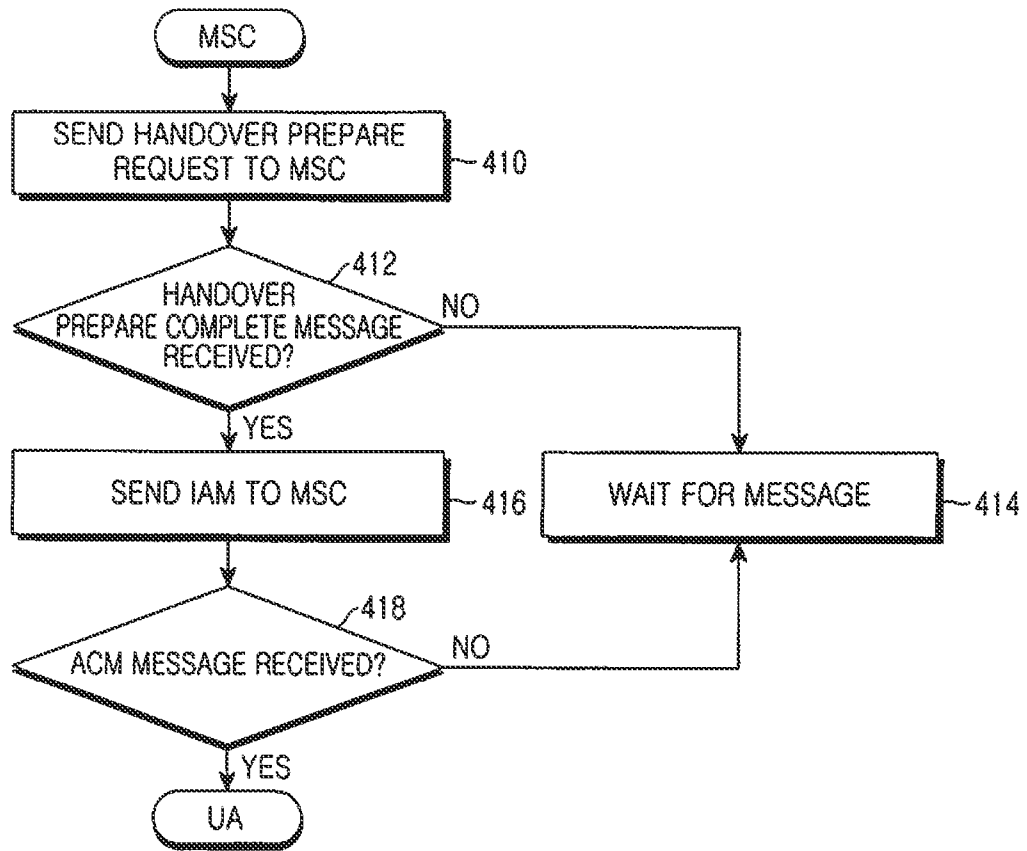 MSC
SEND HANDOVER PREPARE
REQUEST TO MSC
410
412
HANDOVER
PREPARE COMPLETE MESSAGE
RECEIVED?
NO
YES
SEND IAM TO MSC
416
WAIT FOR MESSAGE
414
418
ACM MESSAGE RECEIVED?
NO
YES
UA